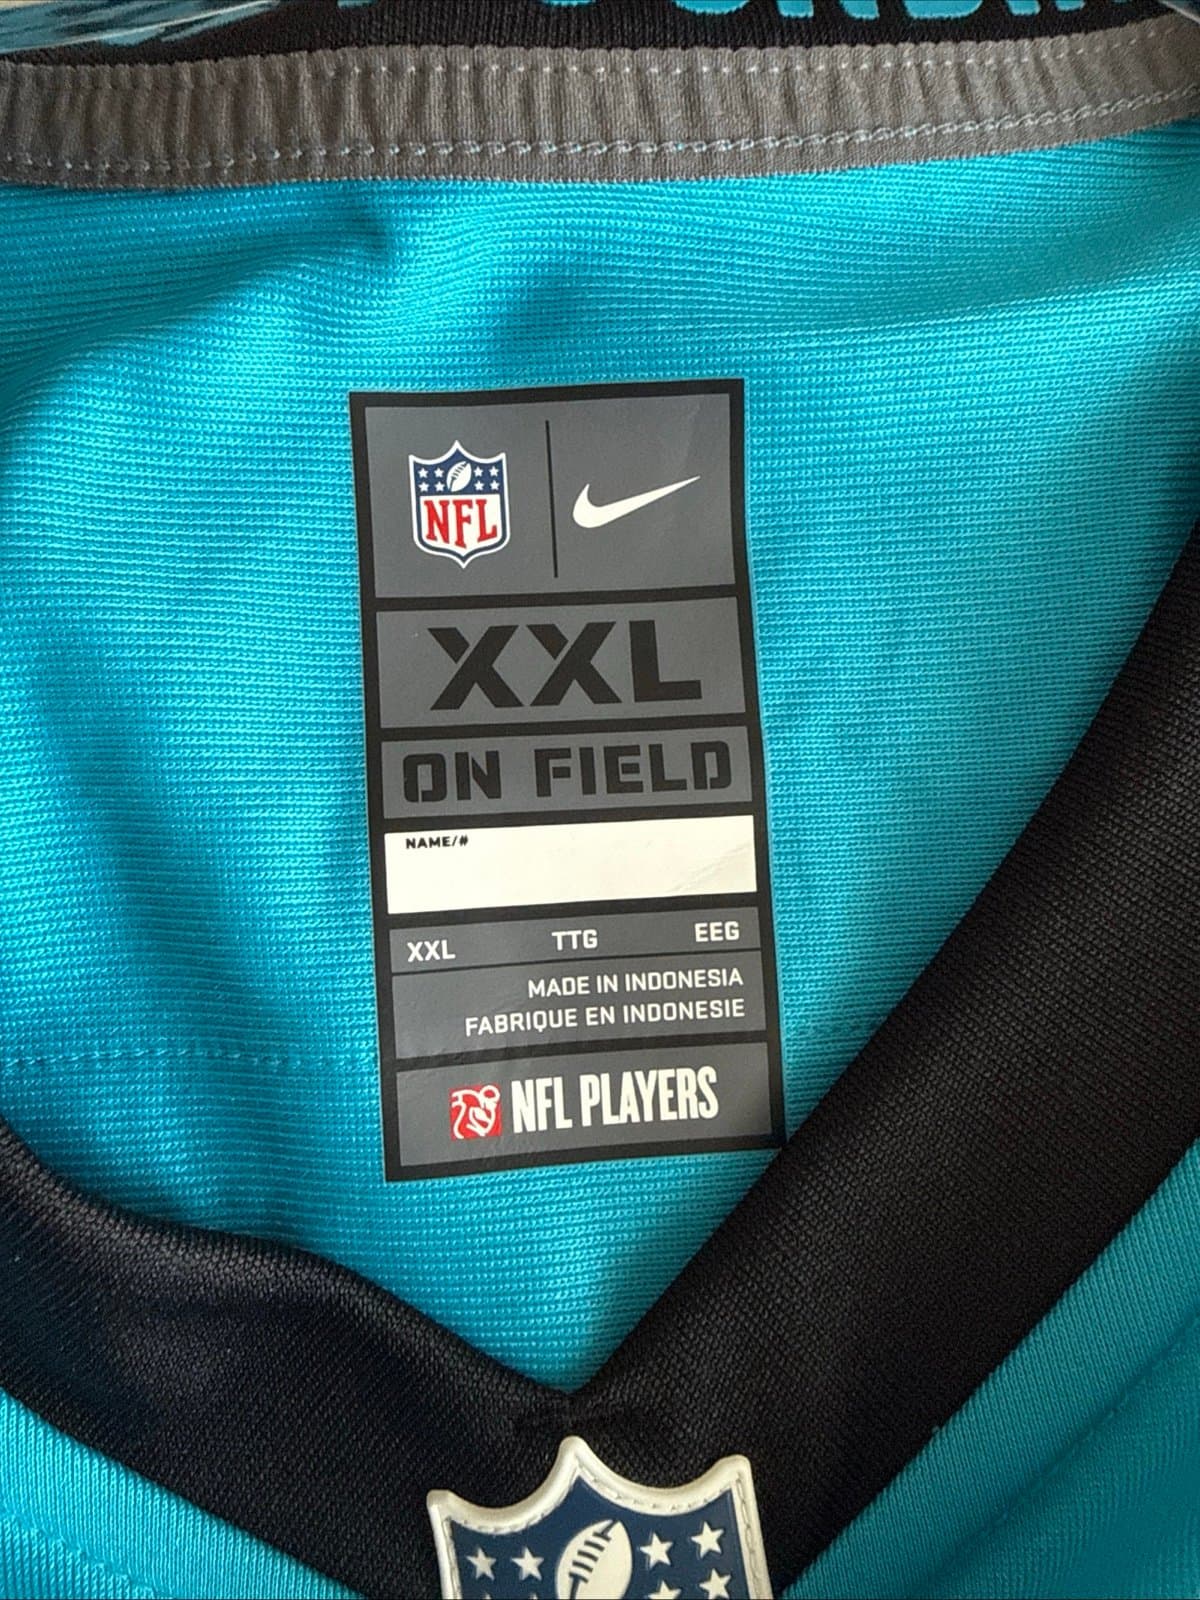 NFL
XXL
ON FIELD
NAME/#
XXL TTG EEG
MADE IN INDONESIA
FABRIQUE EN INDONESIE
NFL PLAYERS